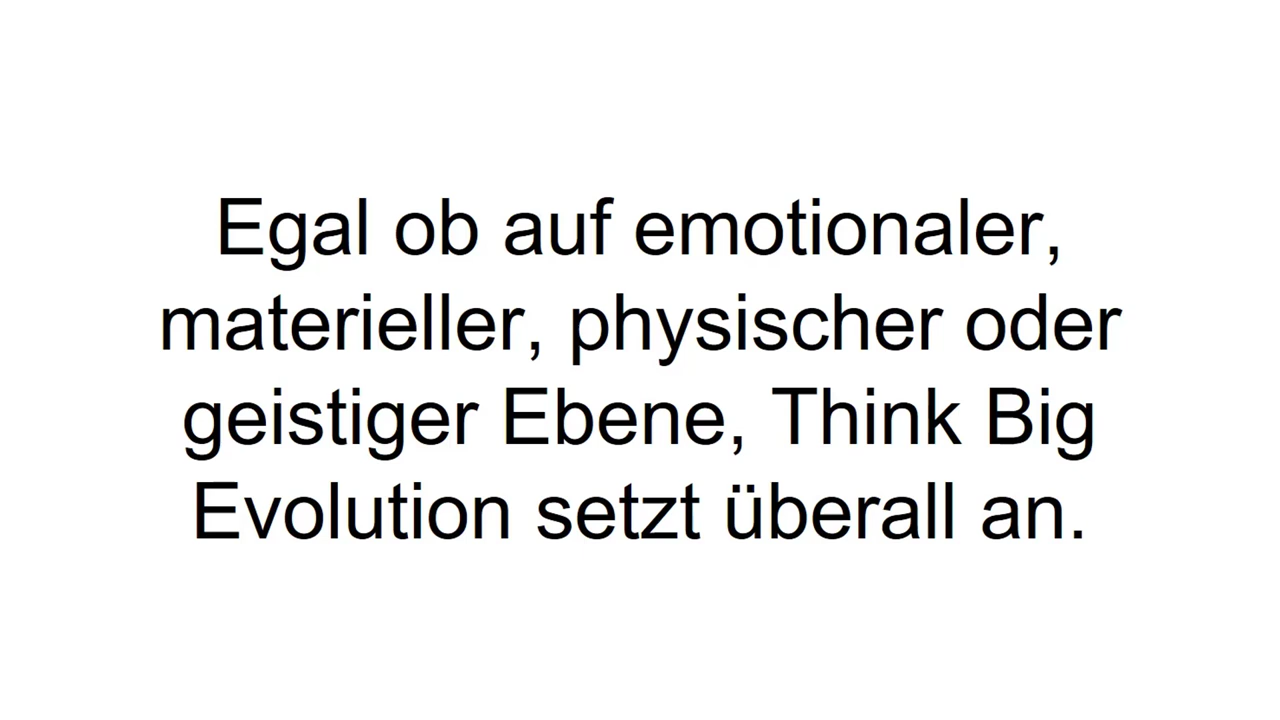 Egal ob auf emotionaler,
materieller, physischer oder
geistiger Ebene, Think Big
Evolution setzt überall an.